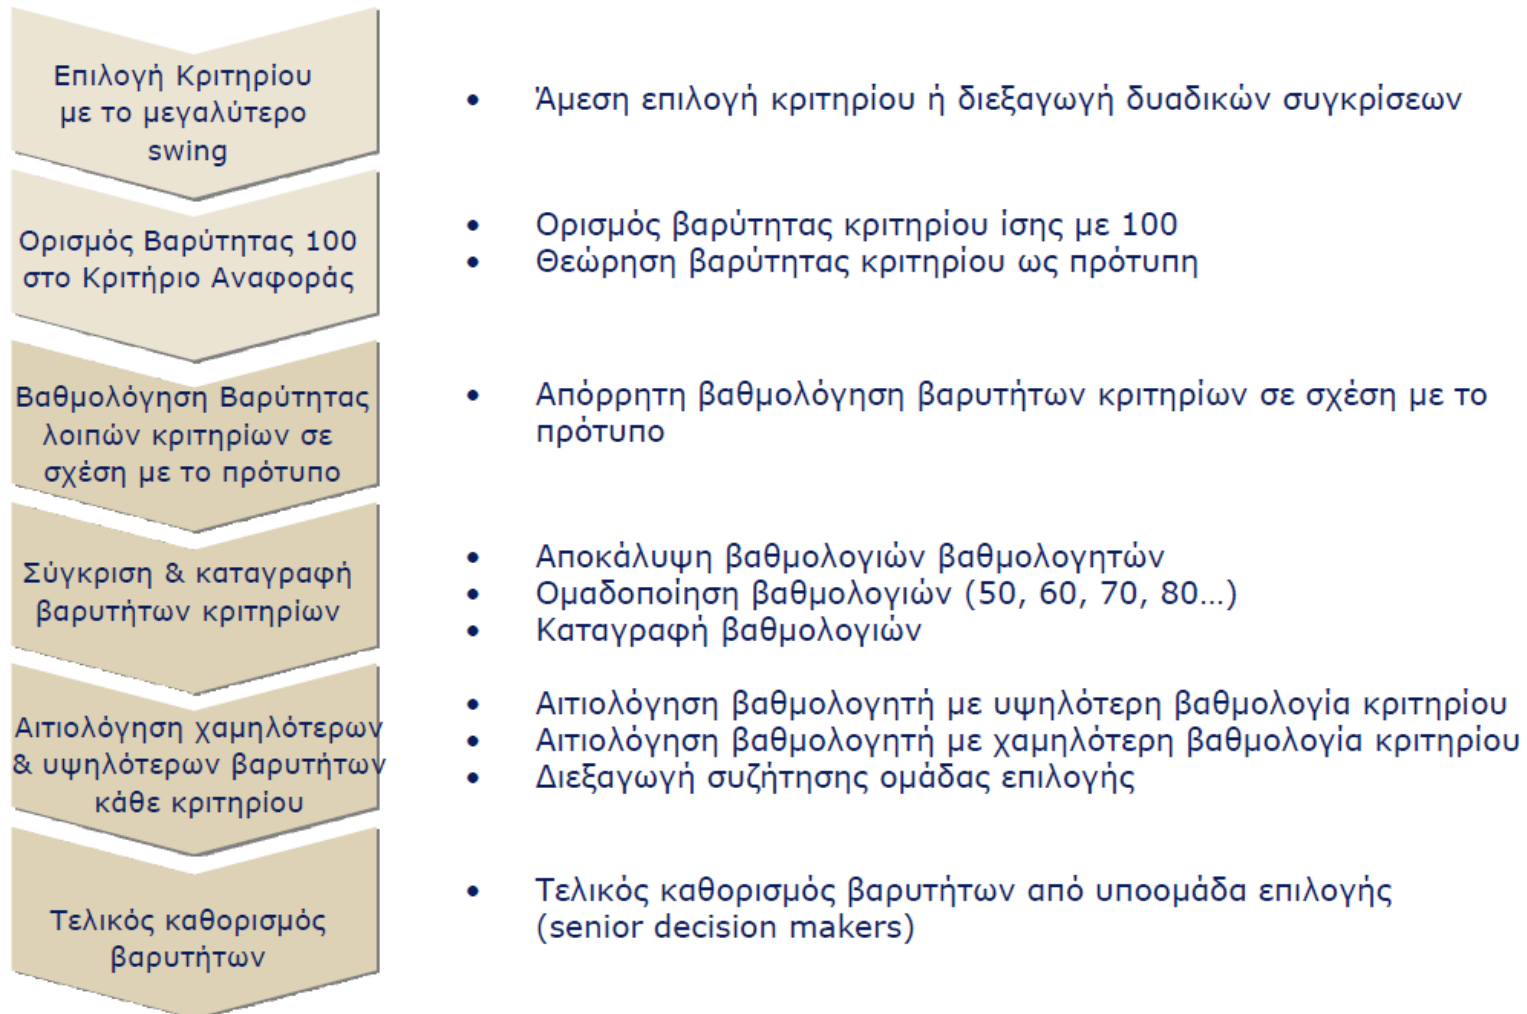 Επιλογή Κριτηρίου
με το μεγαλύτερο
swing
• Άμεση επιλογή κριτηρίου ή διεξαγωγή δυαδικών συγκρίσεων
Ορισμός Βαρύτητας 100
στο Κριτήριο Αναφοράς
• Ορισμός βαρύτητας κριτηρίου ίσης με 100
• Θεώρηση βαρύτητας κριτηρίου ως πρότυπη
Βαθμολόγηση Βαρύτητας
λοιπών κριτηρίων σε
σχέση με το πρότυπο
• Απόρρητη βαθμολόγηση βαρυτήτων κριτηρίων σε σχέση με το
πρότυπο
Σύγκριση & καταγραφή
βαρυτήτων κριτηρίων
• Αποκάλυψη βαθμολογιών βαθμολογητών
• Ομαδοποίηση βαθμολογιών (50, 60, 70, 80…)
• Καταγραφή βαθμολογιών
Αιτιολόγηση χαμηλότερων
& υψηλότερων βαρυτήτων
κάθε κριτηρίου
• Αιτιολόγηση βαθμολογητή με υψηλότερη βαθμολογία κριτηρίου
• Αιτιολόγηση βαθμολογητή με χαμηλότερη βαθμολογία κριτηρίου
• Διεξαγωγή συζήτησης ομάδας επιλογής
Τελικός καθορισμός
βαρυτήτων
• Τελικός καθορισμός βαρυτήτων από υποομάδα επιλογής
(senior decision makers)